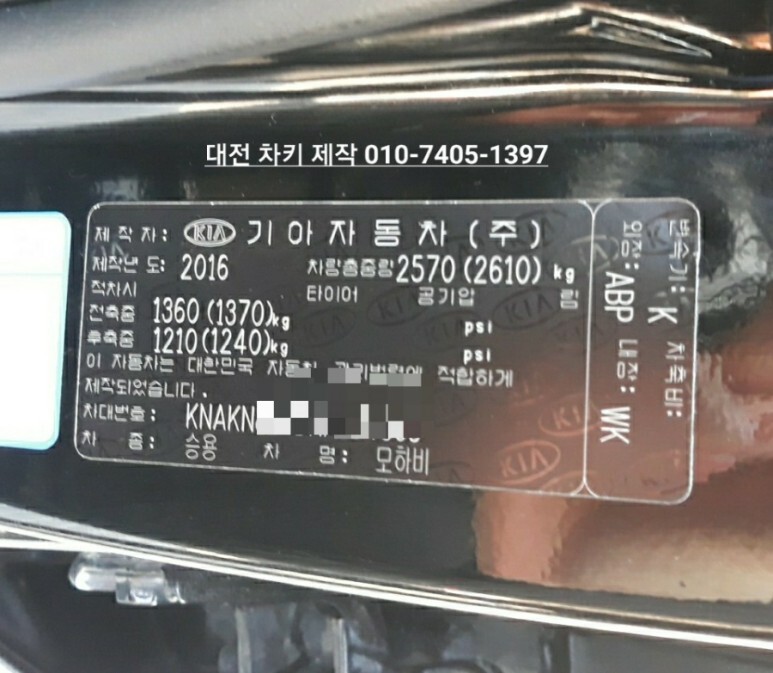 대전 차키 제작 010-7405-1397
제작자: KIA 기아자동차(주)
제작년도: 2016 차량총중량 2570(2610) kg
적차시 타이어 공기압 림
전축중 1360(1370)kg psi
후축중 1210(1240)kg psi
이 자동차는 대한민국 관리법령에 적합하게
제작되었습니다.
차대번호: KNAKN
차 종: 승용 차 명: 모하비
변속기: K 차축비:
외장: ABP 내장: WK